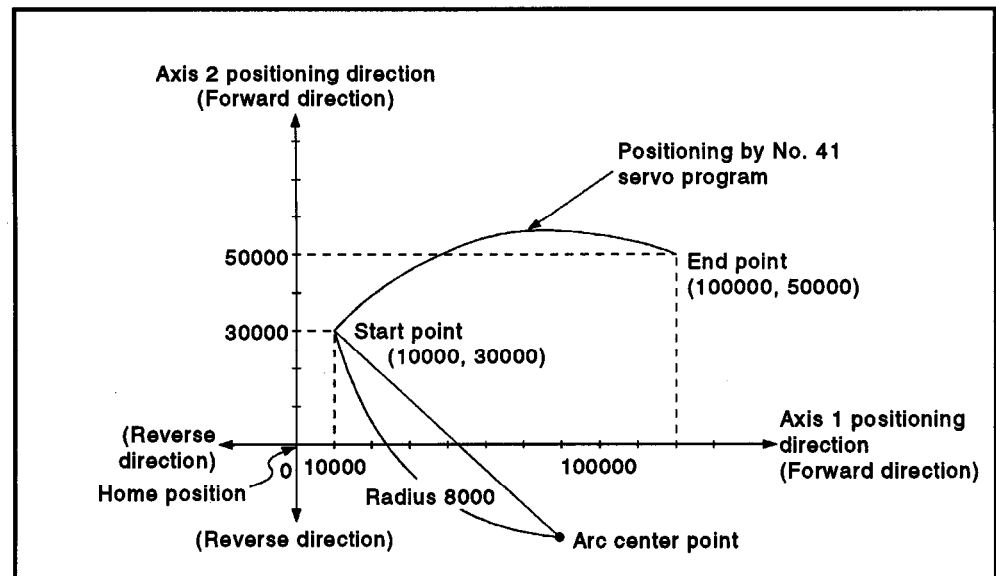 Axis 2 positioning direction
(Forward direction)
Positioning by No. 41
servo program
50000
End point
(100000, 50000)
30000
Start point
(10000, 30000)
(Reverse
direction)
0
10000
100000
Axis 1 positioning
direction
(Forward direction)
Home position
Radius 8000
(Reverse direction)
Arc center point